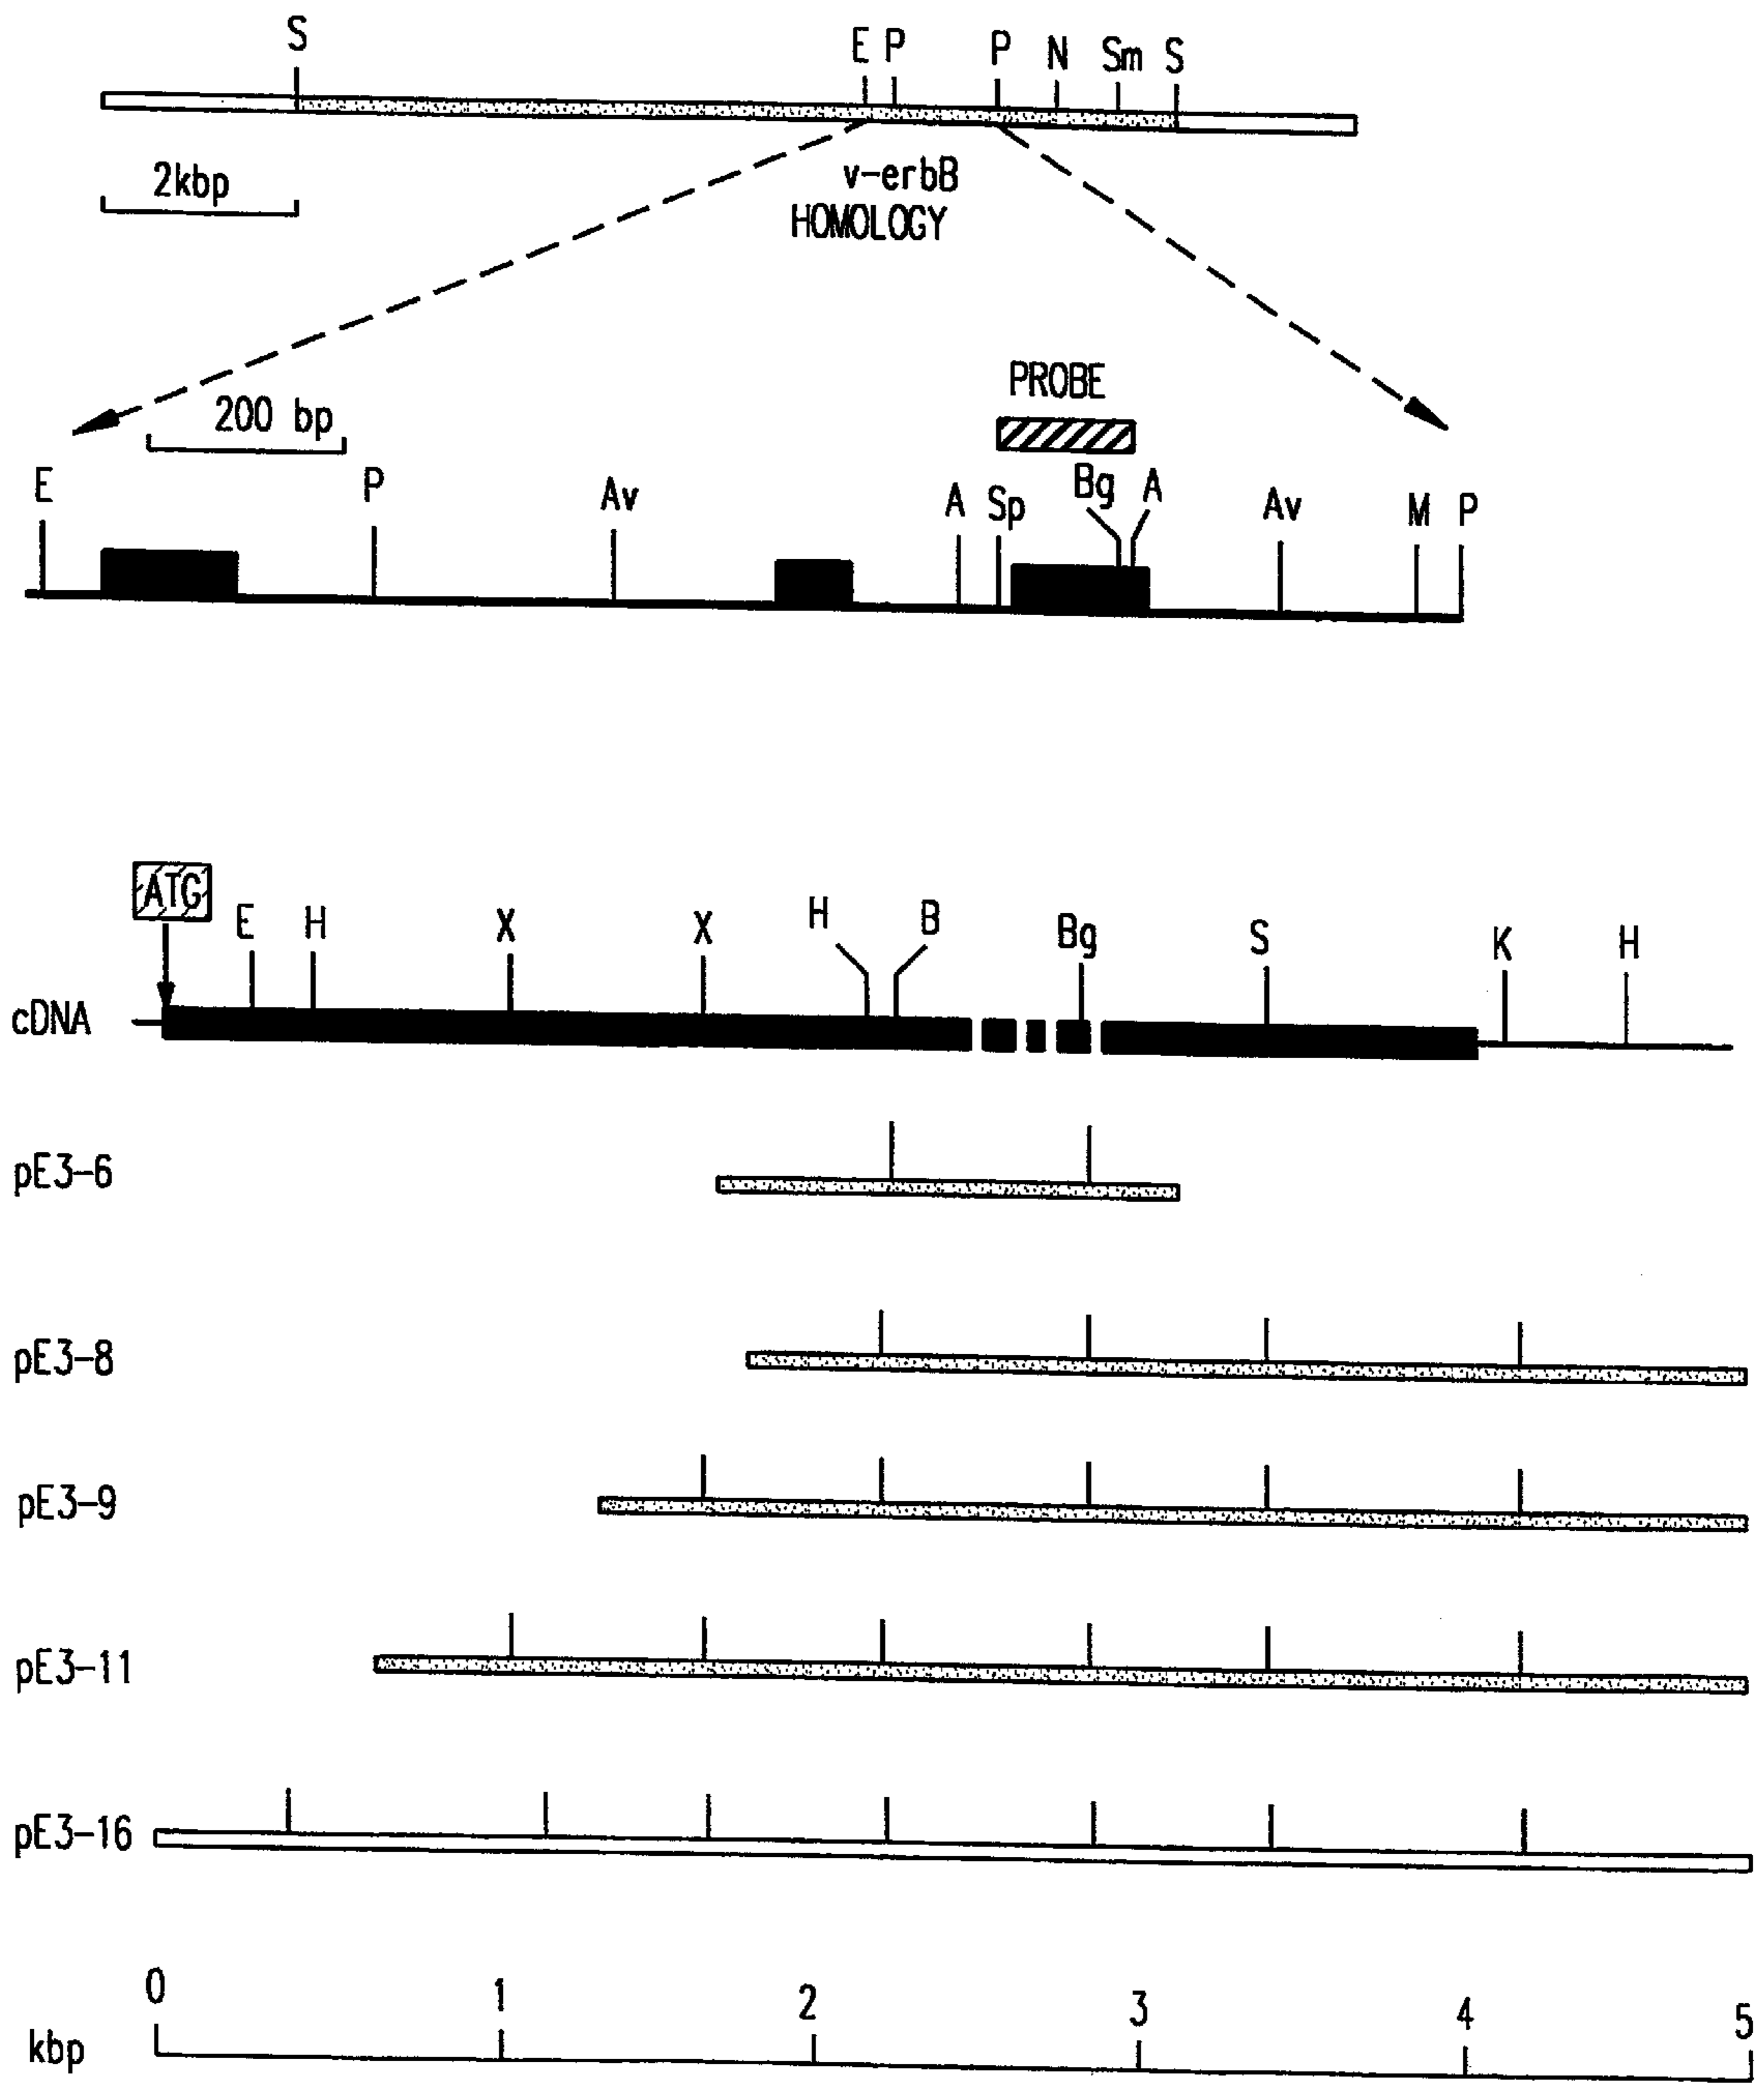 S E P P N Sm S
2kbp
v-erbB
HOMOLOGY
PROBE
200 bp
E P Av A Sp Bg A Av M P
ATG
E H X X H B Bg S K H
cDNA
pE3-6
pE3-8
pE3-9
pE3-11
pE3-16
0 1 2 3 4 5
kbp